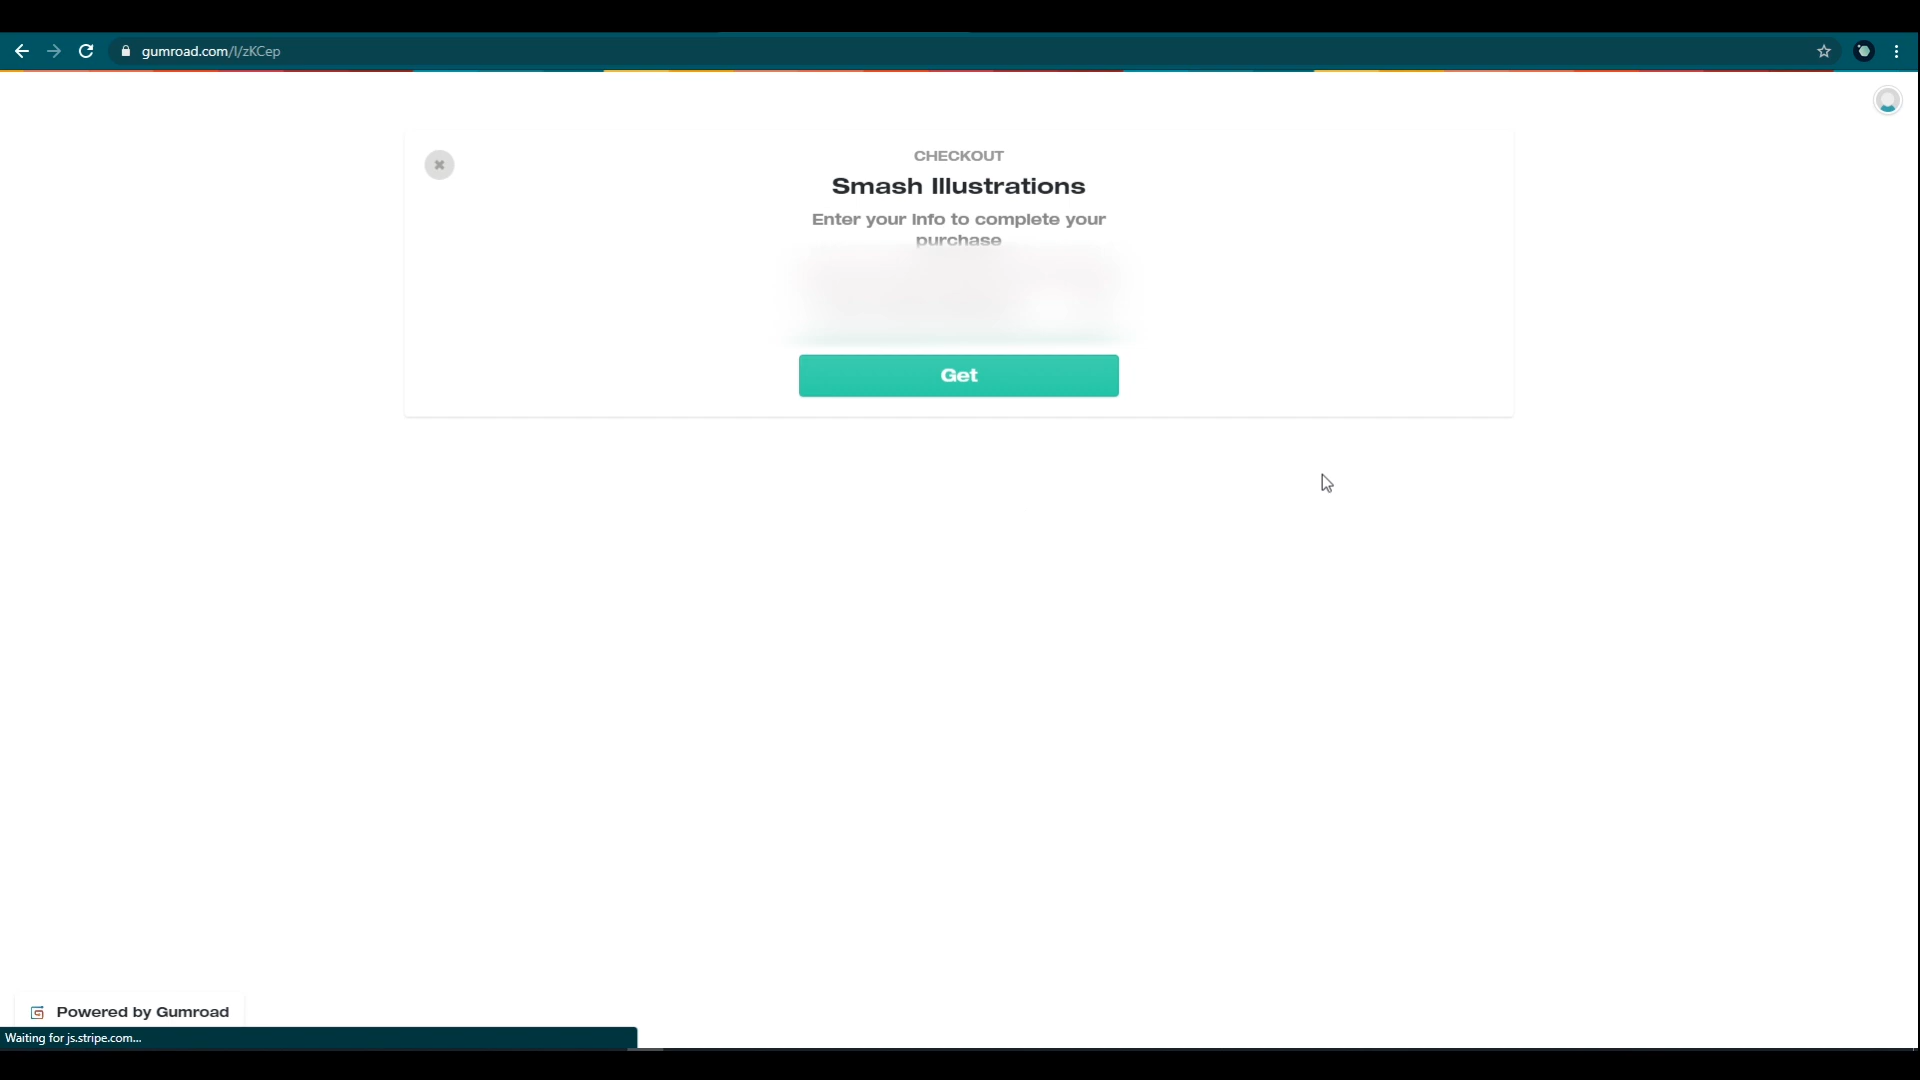 gumroad.com/l/zKCep
CHECKOUT
Smash Illustrations
Enter your info to complete your
purchase
Get
Powered by Gumroad
Waiting for js.stripe.com...